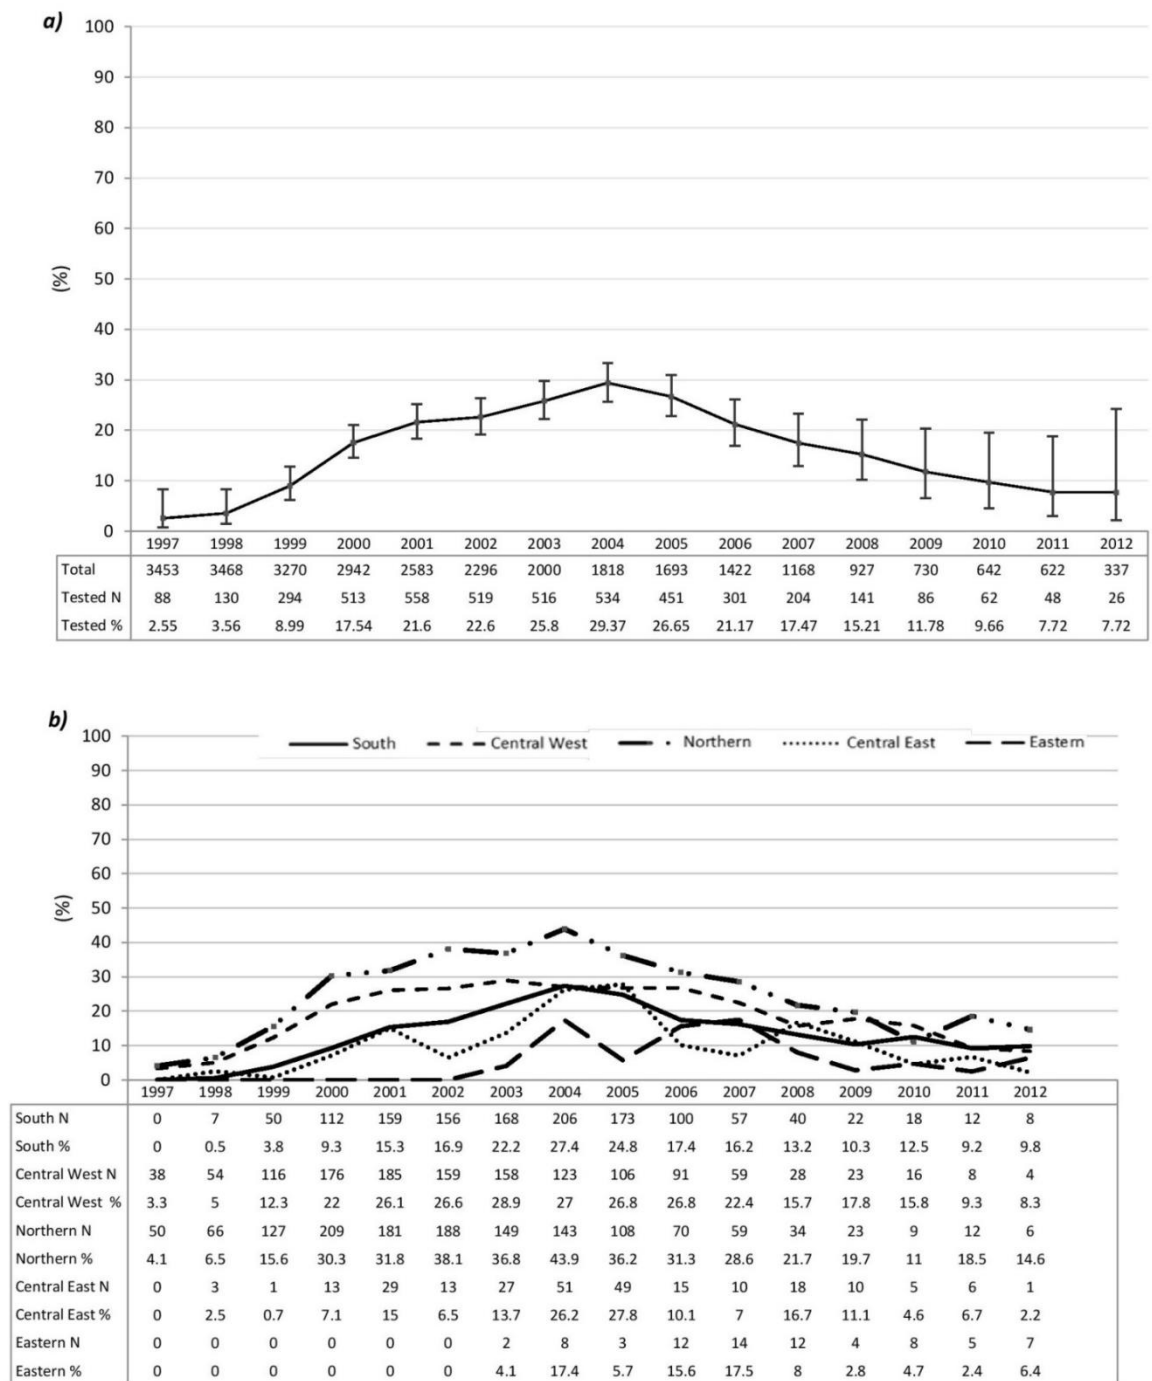 a)
100
90
80
70
60
50
40
30
20
10
0
(%)
1997 1998 1999 2000 2001 2002 2003 2004 2005 2006 2007 2008 2009 2010 2011 2012
Total 3453 3468 3270 2942 2583 2296 2000 1818 1693 1422 1168 927 730 642 622 337
Tested N 88 130 294 513 558 519 516 534 451 301 204 141 86 62 48 26
Tested % 2.55 3.56 8.99 17.54 21.6 22.6 25.8 29.37 26.65 21.17 17.47 15.21 11.78 9.66 7.72 7.72
b)
South Central West Northern Central East Eastern
100
90
80
70
60
50
40
30
20
10
0
(%)
1997 1998 1999 2000 2001 2002 2003 2004 2005 2006 2007 2008 2009 2010 2011 2012
South N 0 7 50 112 159 156 168 206 173 100 57 40 22 18 12 8
South % 0 0.5 3.8 9.3 15.3 16.9 22.2 27.4 24.8 17.4 16.2 13.2 10.3 12.5 9.2 9.8
Central West N 38 54 116 176 185 159 158 123 106 91 59 28 23 16 8 4
Central West % 3.3 5 12.3 22 26.1 26.6 28.9 27 26.8 26.8 22.4 15.7 17.8 15.8 9.3 8.3
Northern N 50 66 127 209 181 188 149 143 108 70 59 34 23 9 12 6
Northern % 4.1 6.5 15.6 30.3 31.8 38.1 36.8 43.9 36.2 31.3 28.6 21.7 19.7 11 18.5 14.6
Central East N 0 3 1 13 29 13 27 51 49 15 10 18 10 5 6 1
Central East % 0 2.5 0.7 7.1 15 6.5 13.7 26.2 27.8 10.1 7 16.7 11.1 4.6 6.7 2.2
Eastern N 0 0 0 0 0 0 2 8 3 12 14 12 4 8 5 7
Eastern % 0 0 0 0 0 0 4.1 17.4 5.7 15.6 17.5 8 2.8 4.7 2.4 6.4